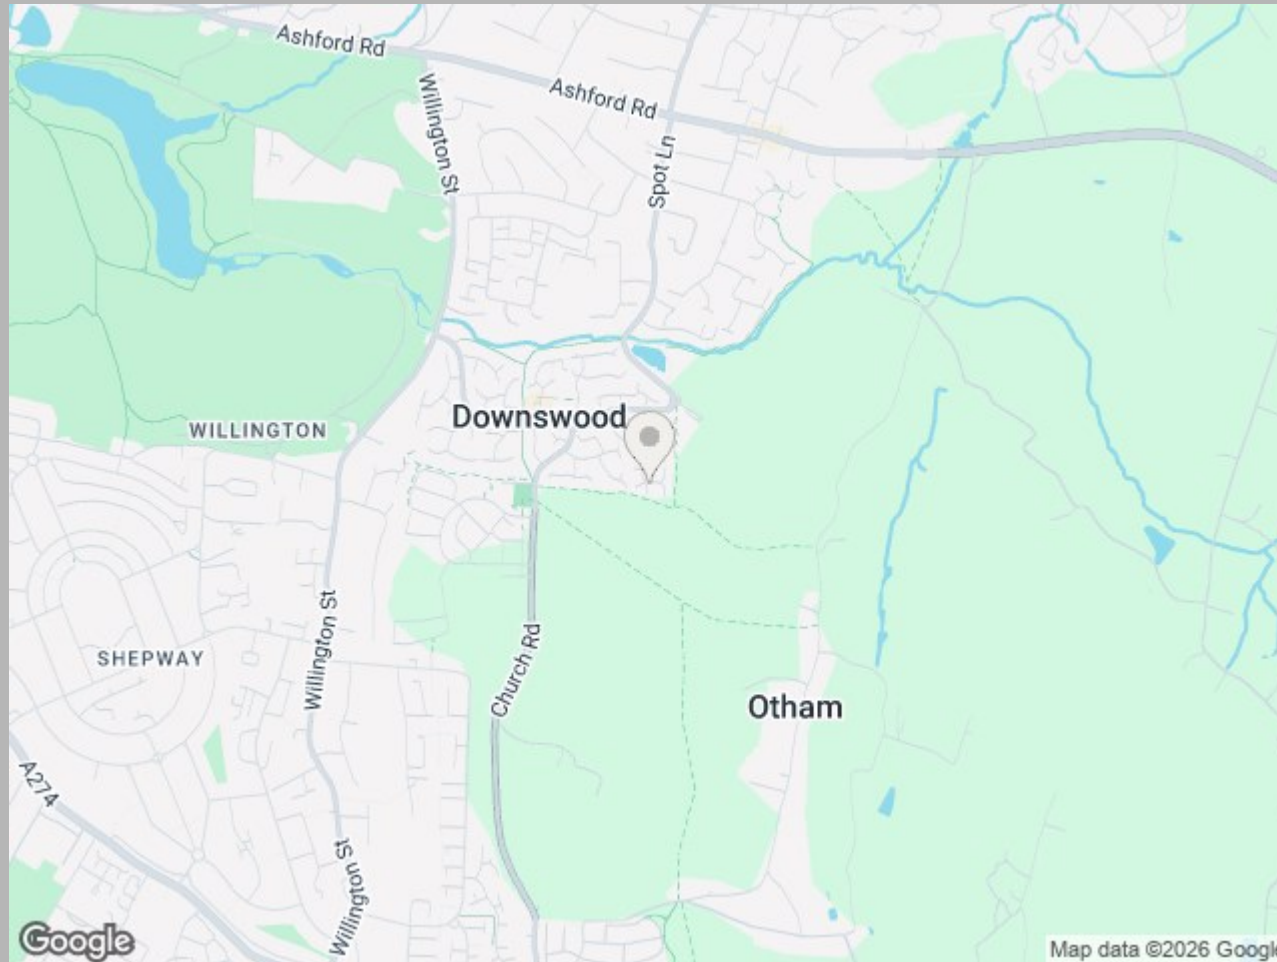 Ashford Rd
Willington St
Ashford Rd
Spot Ln
WILLINGTON
Downswood
Willington St
SHEPWAY
Church Rd
Otham
A274
Willington St
Google
Map data ©2026 Google